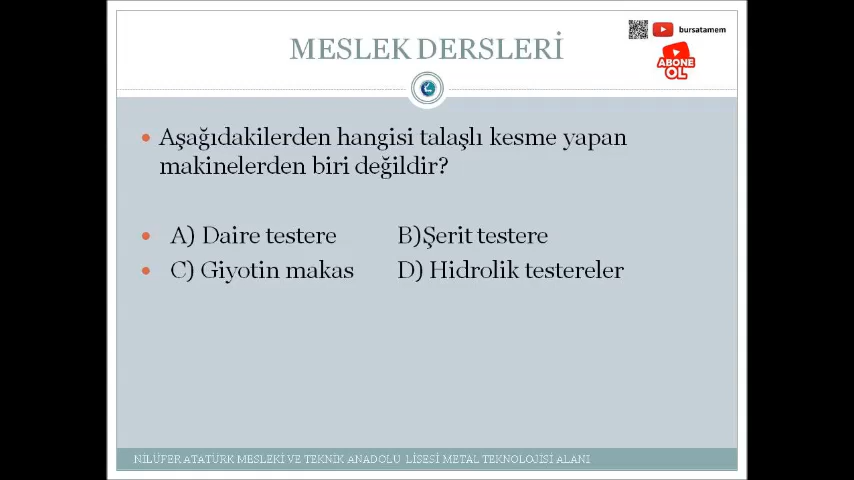 bursatamem
ABONE
OL
MESLEK DERSLERİ
Aşağıdakilerden hangisi talaşlı kesme yapan
makinelerden biri değildir?
A) Daire testere B)Şerit testere
C) Giyotin makas D) Hidrolik testereler
NİLÜFER ATATÜRK MESLEKİ VE TEKNİK ANADOLU LİSESİ METAL TEKNOLOJİSİ ALANI